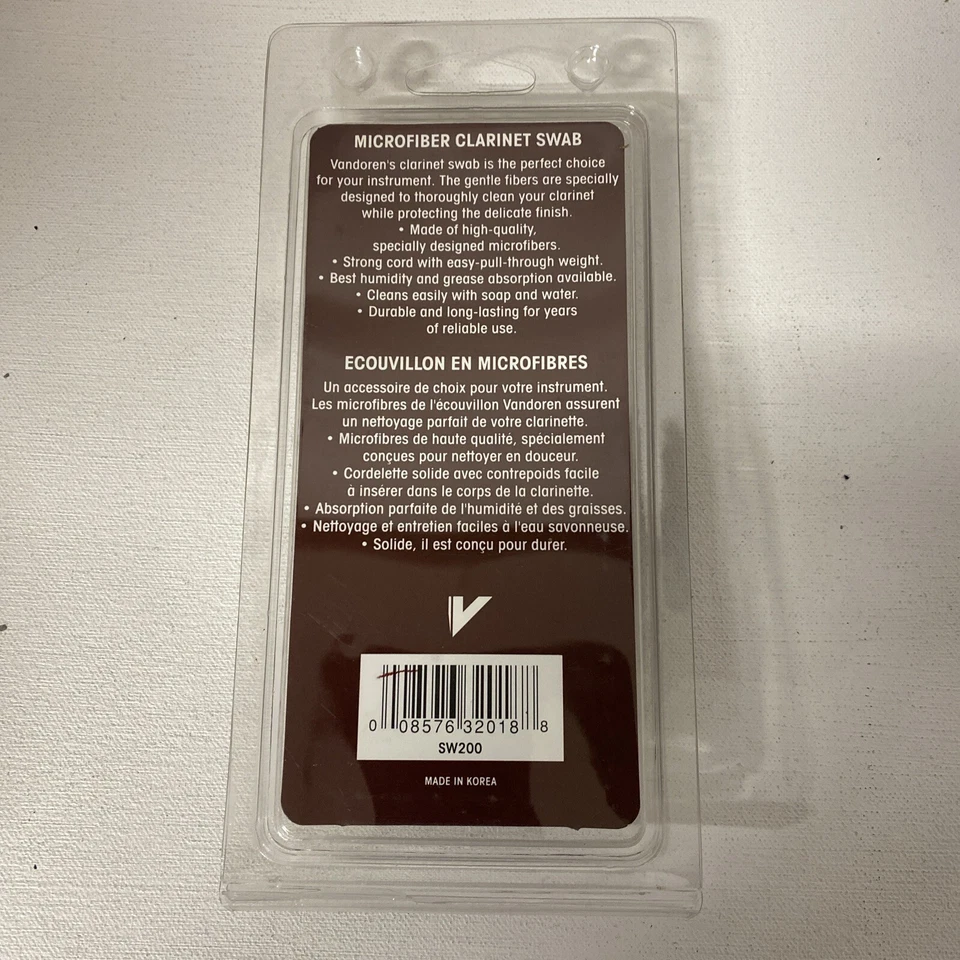 MICROFIBER CLARINET SWAB
Vandoren's clarinet swab is the perfect choice
for your instrument. The gentle fibers are specially
designed to thoroughly clean your clarinet
while protecting the delicate finish.
• Made of high-quality,
specially designed microfibers.
• Strong cord with easy-pull-through weight.
• Best humidity and grease absorption available.
• Cleans easily with soap and water.
• Durable and long-lasting for years
of reliable use.
ECOUVILLON EN MICROFIBRES
Un accessoire de choix pour votre instrument.
Les microfibres de l'écouvillon Vandoren assurent
un nettoyage parfait de votre clarinette.
• Microfibres de haute qualité, spécialement
conçues pour nettoyer en douceur.
• Cordelette solide avec contrepoids facile
à insérer dans le corps de la clarinette.
• Absorption parfaite de l'humidité et des graisses.
• Nettoyage et entretien faciles à l'eau savonneuse.
• Solide, il est conçu pour durer.
0 08576 32018 8
SW200
MADE IN KOREA